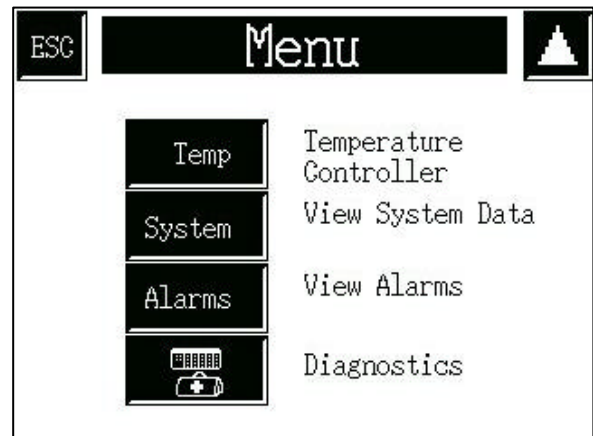 ESC
Menu
Temp
Temperature
Controller
System
View System Data
Alarms
View Alarms
Diagnostics